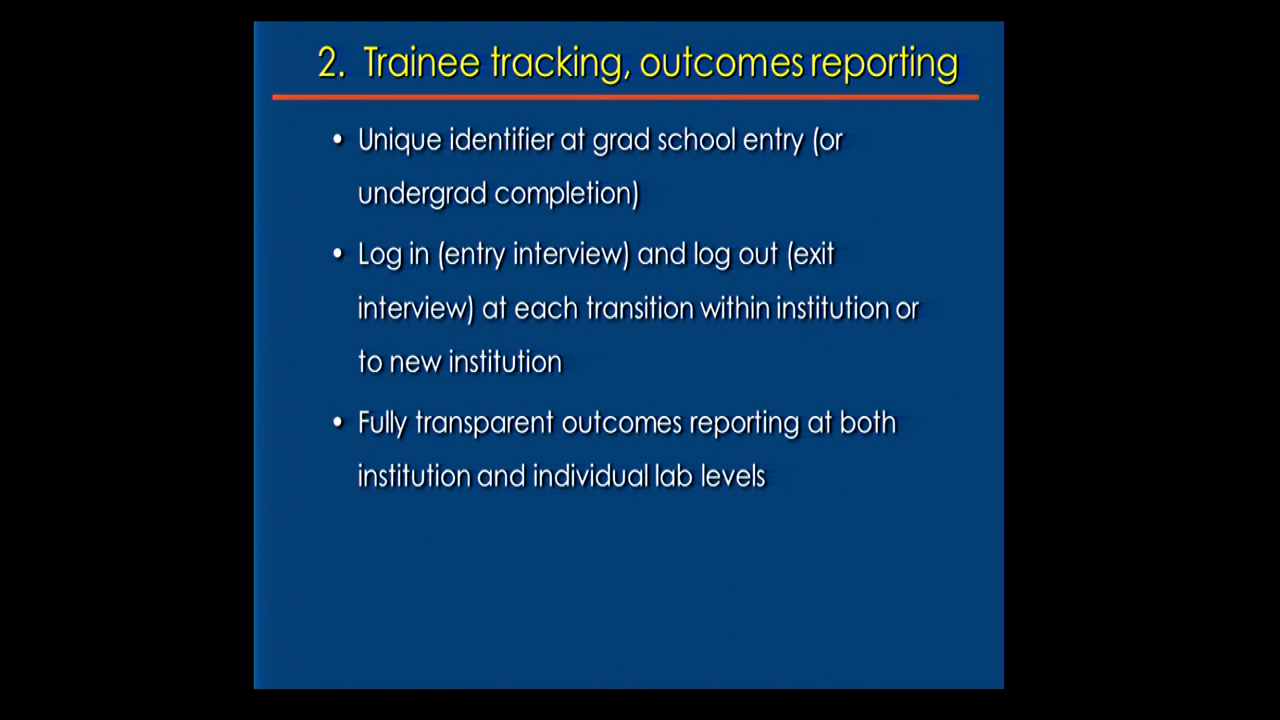 2. Trainee tracking, outcomes reporting
• Unique identifier at grad school entry (or
undergrad completion)
• Log in (entry interview) and log out (exit
interview) at each transition within institution or
to new institution
• Fully transparent outcomes reporting at both
institution and individual lab levels